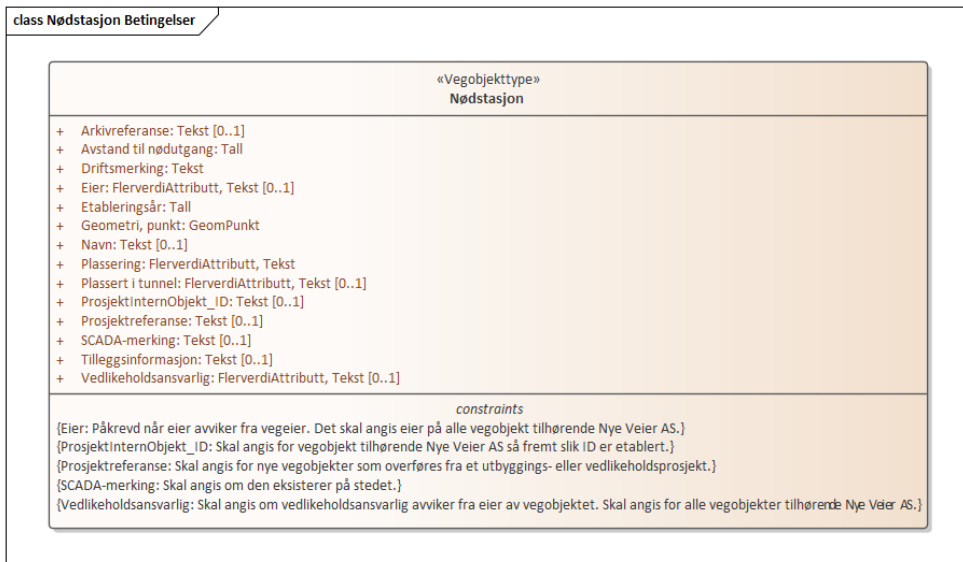 class Nødstasjon Betingelser
«Vegobjekttype»
Nødstasjon
+ Arkivreferanse: Tekst [0..1]
+ Avstand til nødutgang: Tall
+ Driftsmerking: Tekst
+ Eier: FlerverdiAttributt, Tekst [0..1]
+ Etableringsår: Tall
+ Geometri, punkt: GeomPunkt
+ Navn: Tekst [0..1]
+ Plassering: FlerverdiAttributt, Tekst
+ Plassert i tunnel: FlerverdiAttributt, Tekst [0..1]
+ ProsjektInternObjekt_ID: Tekst [0..1]
+ Prosjektreferanse: Tekst [0..1]
+ SCADA-merking: Tekst [0..1]
+ Tilleggsinformasjon: Tekst [0..1]
+ Vedlikeholdsansvarlig: FlerverdiAttributt, Tekst [0..1]
constraints
{Eier: Påkrevd når eier avviker fra vegeier. Det skal angis eier på alle vegobjekt tilhørende Nye Veier AS.}
{ProsjektInternObjekt_ID: Skal angis for vegobjekt tilhørende Nye Veier AS så fremt slik ID er etablert.}
{Prosjektreferanse: Skal angis for nye vegobjekter som overføres fra et utbyggings- eller vedlikeholdsprosjekt.}
{SCADA-merking: Skal angis om den eksisterer på stedet.}
{Vedlikeholdsansvarlig: Skal angis om vedlikeholdsansvarlig avviker fra eier av vegobjektet. Skal angis for alle vegobjekter tilhørende Nye Veier AS.}